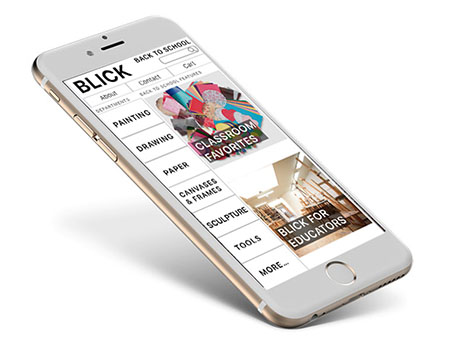 BLICK
BACK TO SCHOOL
About
Contact
Cart
DEPARTMENTS
BACK TO SCHOOL FEATURES
PAINTING
DRAWING
PAPER
CANVAGES
& FRAMES
SCULPTURE
TOOLS
MORE...
CLASSROOM
FAVORITES
BLICK FOR
EDUCATORS